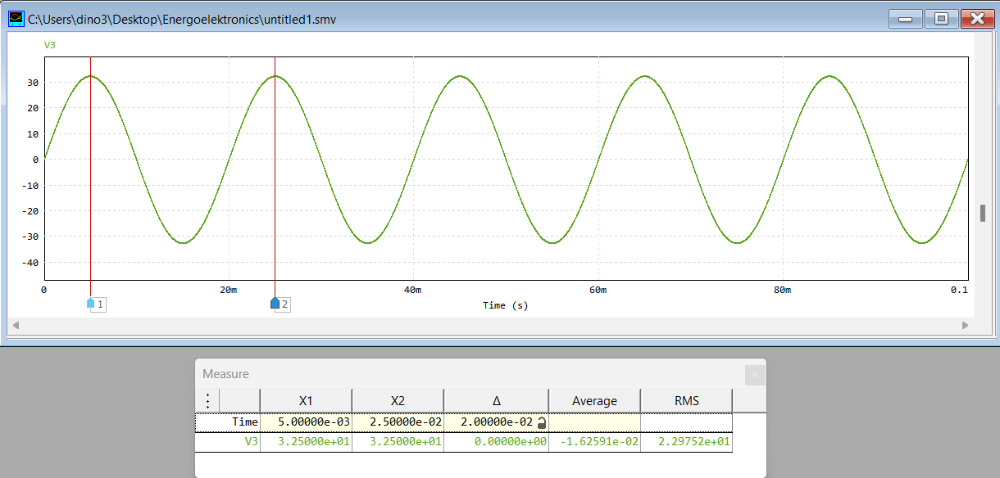 C:\Users\dino3\Desktop\Energoelektronics\untitled1.smv
V3
30
20
10
0
-10
-20
-30
-40
0 20m 40m 60m 80m 0.1
1 2
Time (s)
Measure
X1 X2 Δ Average RMS
Time 5.00000e-03 2.50000e-02 2.00000e-02
V3 3.25000e+01 3.25000e+01 0.00000e+00 -1.62591e-02 2.29752e+01